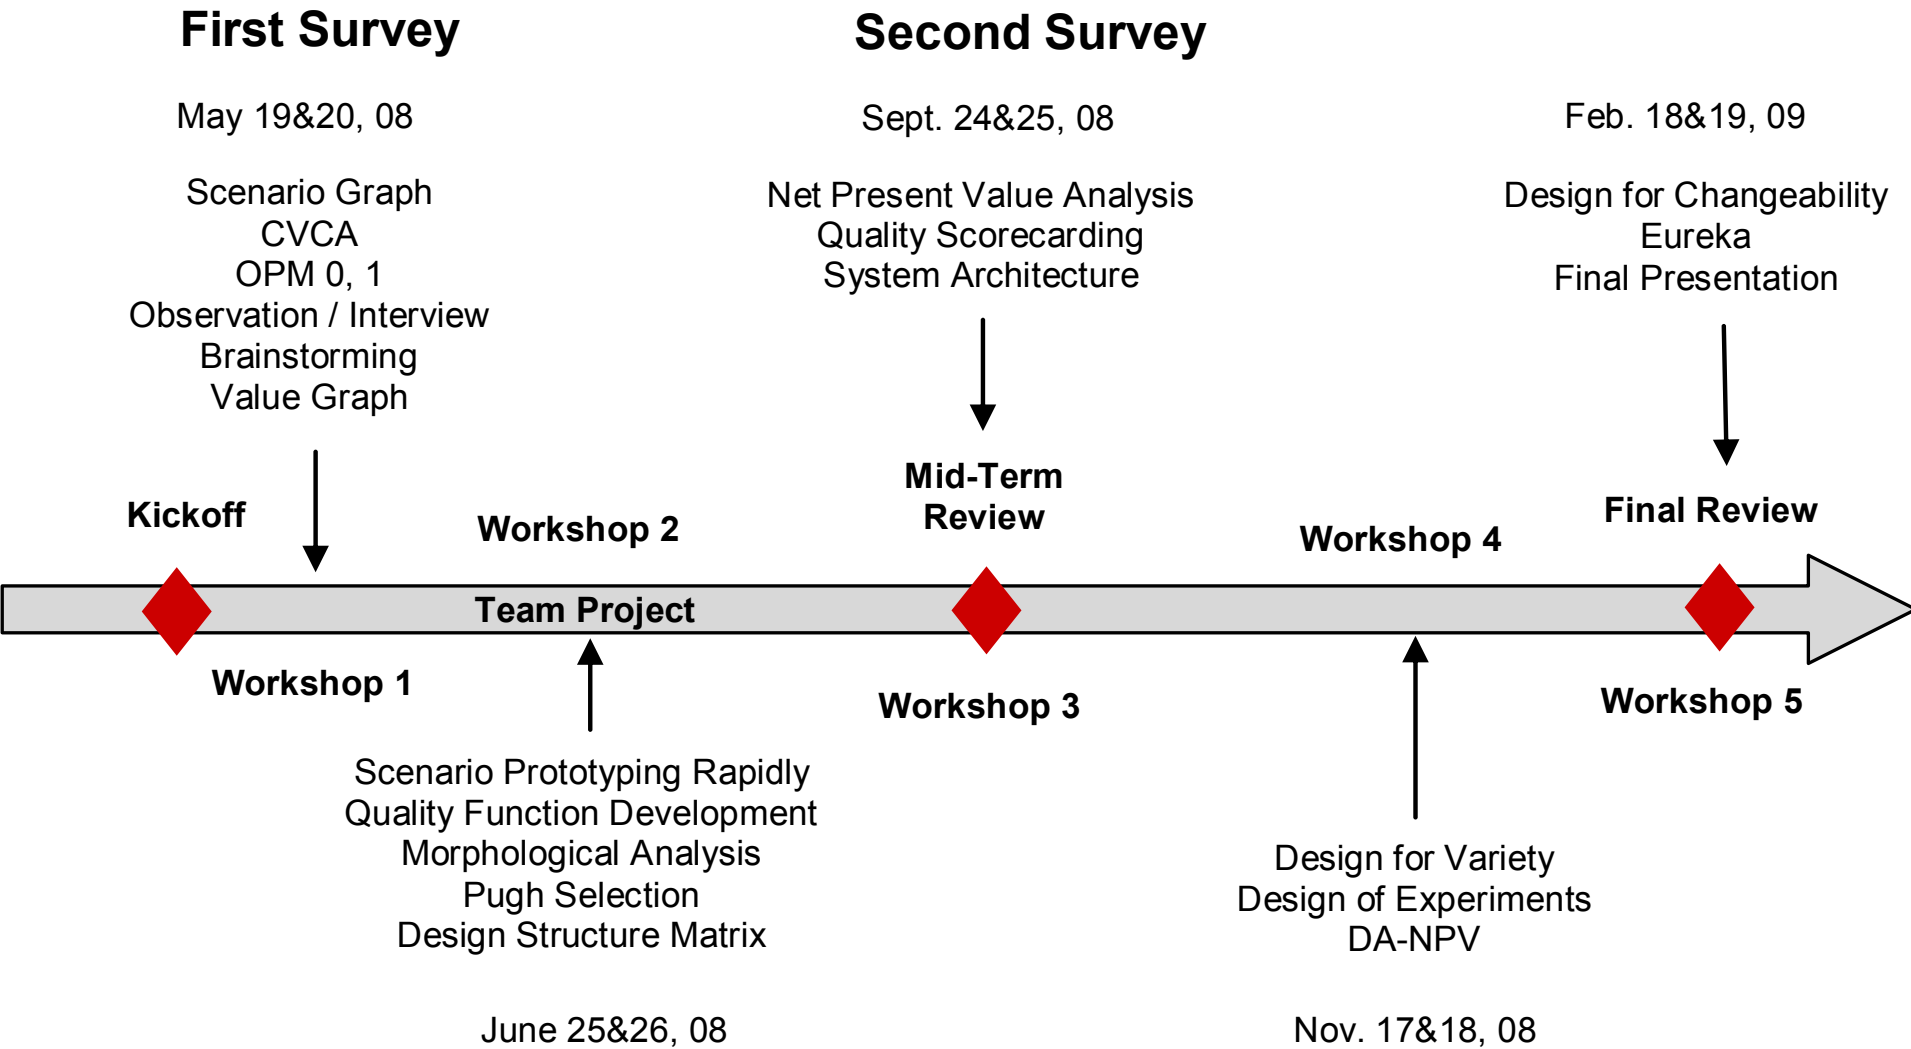 First Survey
Second Survey
May 19&20, 08
Sept. 24&25, 08
Feb. 18&19, 09
Scenario Graph
CVCA
OPM 0, 1
Observation / Interview
Brainstorming
Value Graph
Net Present Value Analysis
Quality Scorecarding
System Architecture
Design for Changeability
Eureka
Final Presentation
Kickoff
Workshop 2
Mid-Term
Review
Workshop 4
Final Review
Team Project
Workshop 1
Workshop 3
Workshop 5
Scenario Prototyping Rapidly
Quality Function Development
Morphological Analysis
Pugh Selection
Design Structure Matrix
Design for Variety
Design of Experiments
DA-NPV
June 25&26, 08
Nov. 17&18, 08